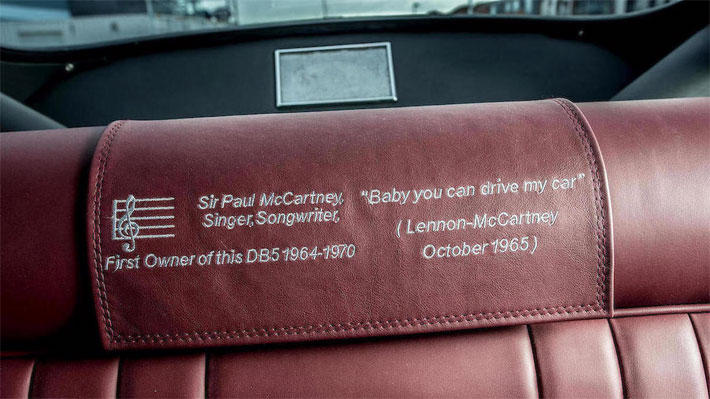 Sir Paul McCartney,
Singer, Songwriter,
First Owner of this DB5 1964-1970
"Baby you can drive my car"
( Lennon-McCartney
October 1965 )